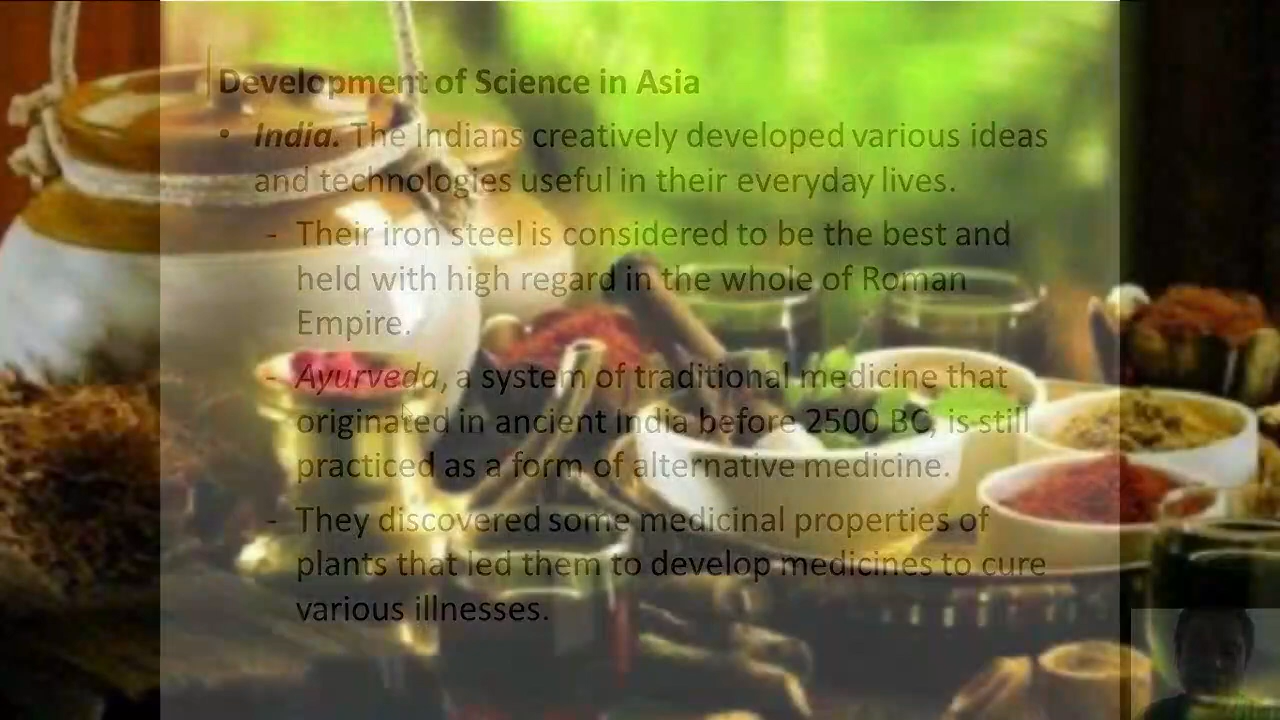 Development of Science in Asia
• India. The Indians creatively developed various ideas
and technologies useful in their everyday lives.
- Their iron steel is considered to be the best and
held with high regard in the whole of Roman
Empire.
- Ayurveda, a system of traditional medicine that
originated in ancient India before 2500 BC, is still
practiced as a form of alternative medicine.
- They discovered some medicinal properties of
plants that led them to develop medicines to cure
various illnesses.